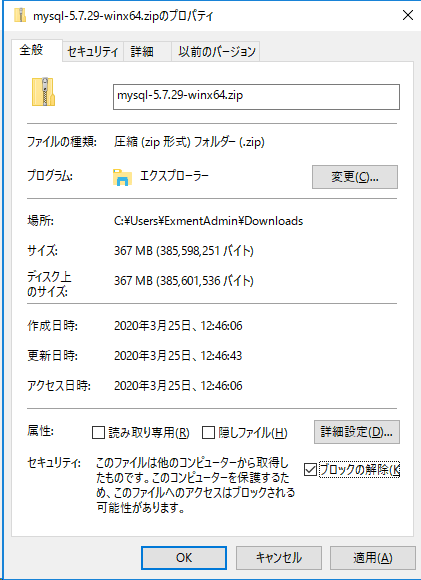 mysql-5.7.29-winx64.zipのプロパティ
全般 セキュリティ 詳細 以前のバージョン
mysql-5.7.29-winx64.zip
ファイルの種類: 圧縮 (zip 形式) フォルダー (.zip)
プログラム: エクスプローラー 変更(C)...
場所: C:¥Users¥ExmentAdmin¥Downloads
サイズ: 367 MB (385,598,251 バイト)
ディスク上
のサイズ: 367 MB (385,601,536 バイト)
作成日時: 2020年3月25日、12:46:06
更新日時: 2020年3月25日、12:46:43
アクセス日時: 2020年3月25日、12:46:06
属性: 読み取り専用(R) 隠しファイル(H) 詳細設定(D)...
セキュリティ: このファイルは他のコンピューターから取得し
たものです。このコンピューターを保護するた
め、このファイルへのアクセスはブロックされる
可能性があります。
ブロックの解除(K
OK キャンセル 適用(A)